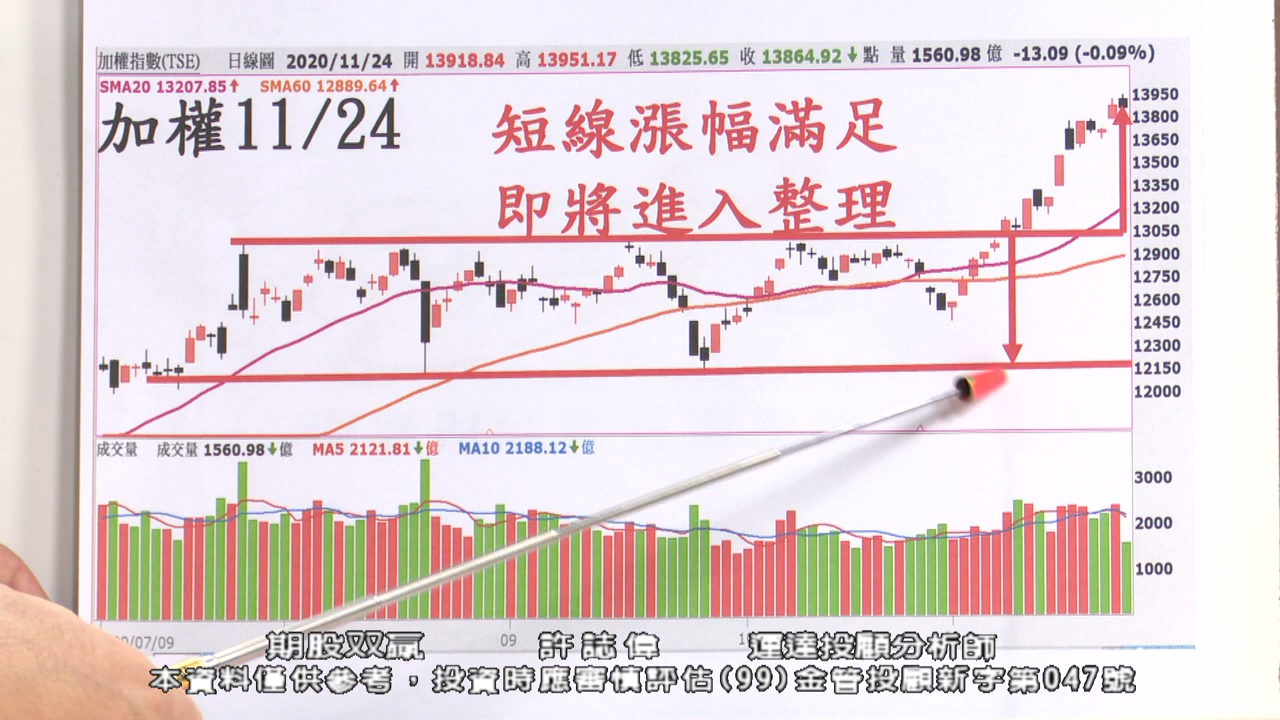 加權指數(TSE) 日線圖 2020/11/24 開 13918.84 高 13951.17 低 13825.65 收 13864.92↓點 量 1560.98 億 -13.09 (-0.09%)
SMA20 13207.85↑ SMA60 12889.64↑
加權11/24
短線漲幅滿足
即將進入整理
13950
13800
13650
13500
13350
13200
13050
12900
12750
12600
12450
12300
12150
12000
成交量 成交量 1560.98↓億 MA5 2121.81↓億 MA10 2188.12↓億
3000
2000
1000
/07/09 09
期股双贏 許誌偉 運達投顧分析師
本資料僅供參考，投資時應審慎評估(99)金管投顧新字第047號